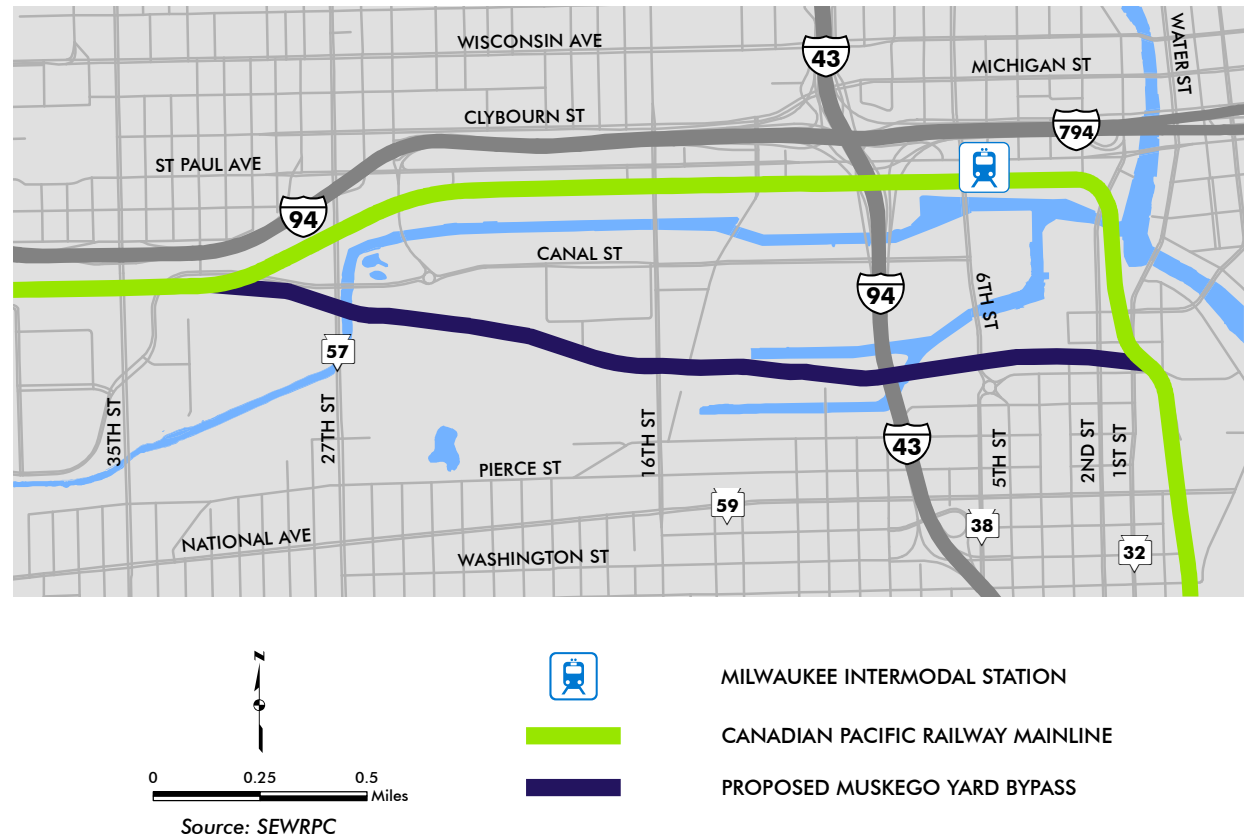 WISCONSIN AVE
43
MICHIGAN ST
WATER ST
CLYBOURN ST
794
ST PAUL AVE
94
CANAL ST
94
6TH ST
57
35TH ST
27TH ST
16TH ST
43
5TH ST
2ND ST
1ST ST
PIERCE ST
59
38
NATIONAL AVE
WASHINGTON ST
32
N
MILWAUKEE INTERMODAL STATION
CANADIAN PACIFIC RAILWAY MAINLINE
0 0.25 0.5
Miles
PROPOSED MUSKEGO YARD BYPASS
Source: SEWRPC